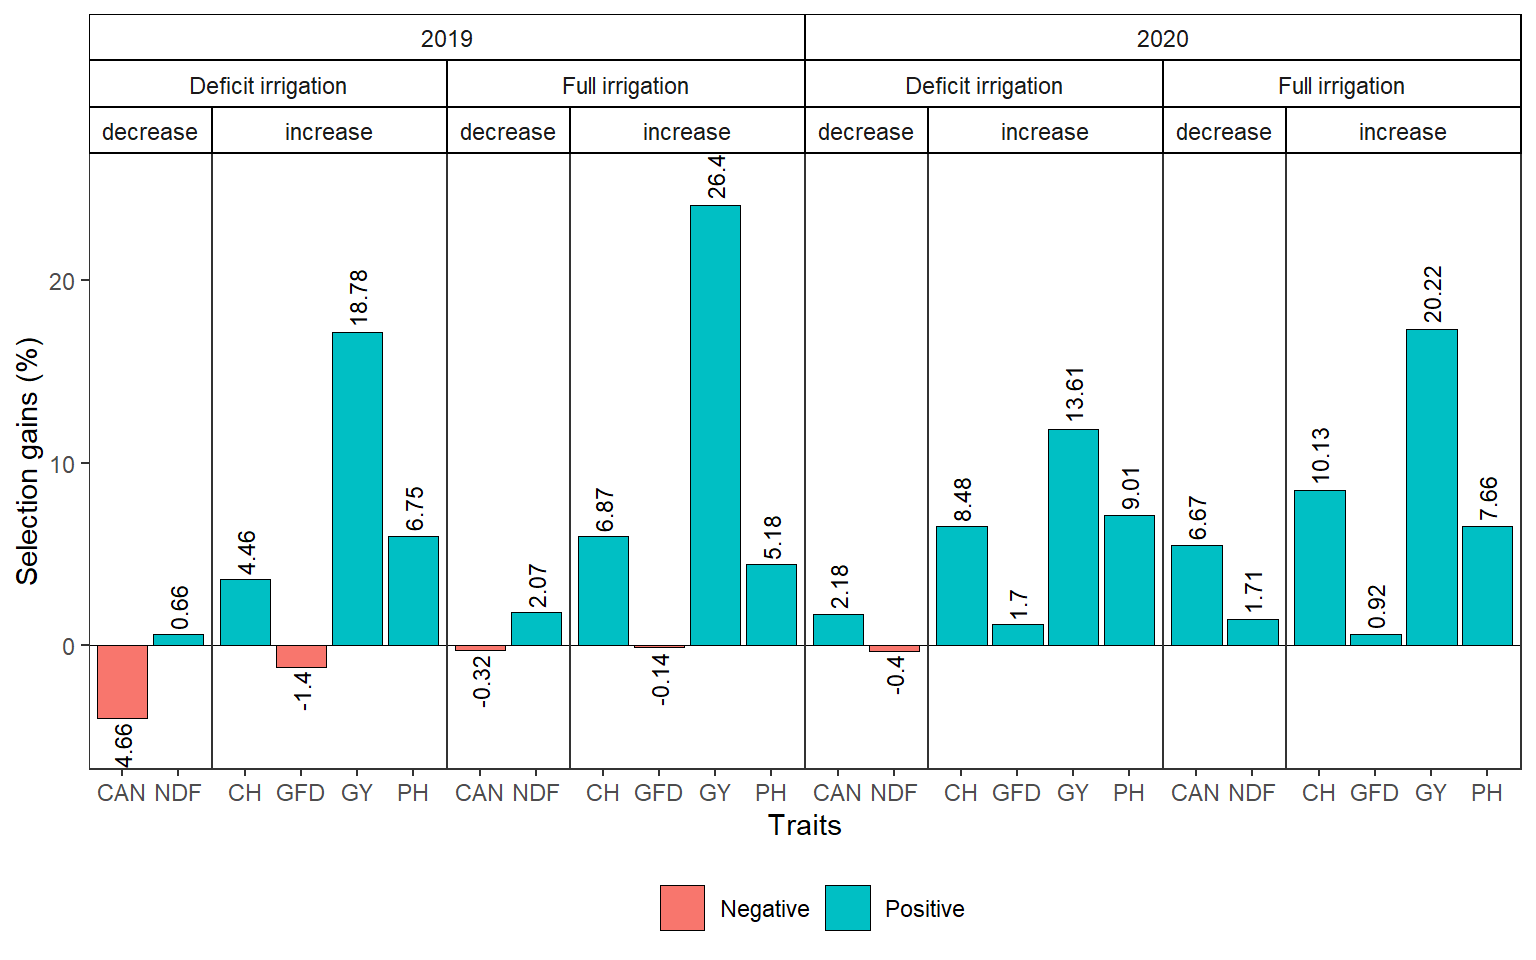 2019 2020
Deficit irrigation Full irrigation Deficit irrigation Full irrigation
decrease increase decrease increase decrease increase decrease increase
Selection gains (%)
20
10
0
4.66 0.66 4.46 -1.4 18.78 6.75 -0.32 2.07 6.87 -0.14 26.4 5.18 2.18 -0.4 8.48 1.7 13.61 9.01 6.67 1.71 10.13 0.92 20.22 7.66
CAN NDF CH GFD GY PH CAN NDF CH GFD GY PH CAN NDF CH GFD GY PH CAN NDF CH GFD GY PH
Traits
Negative Positive